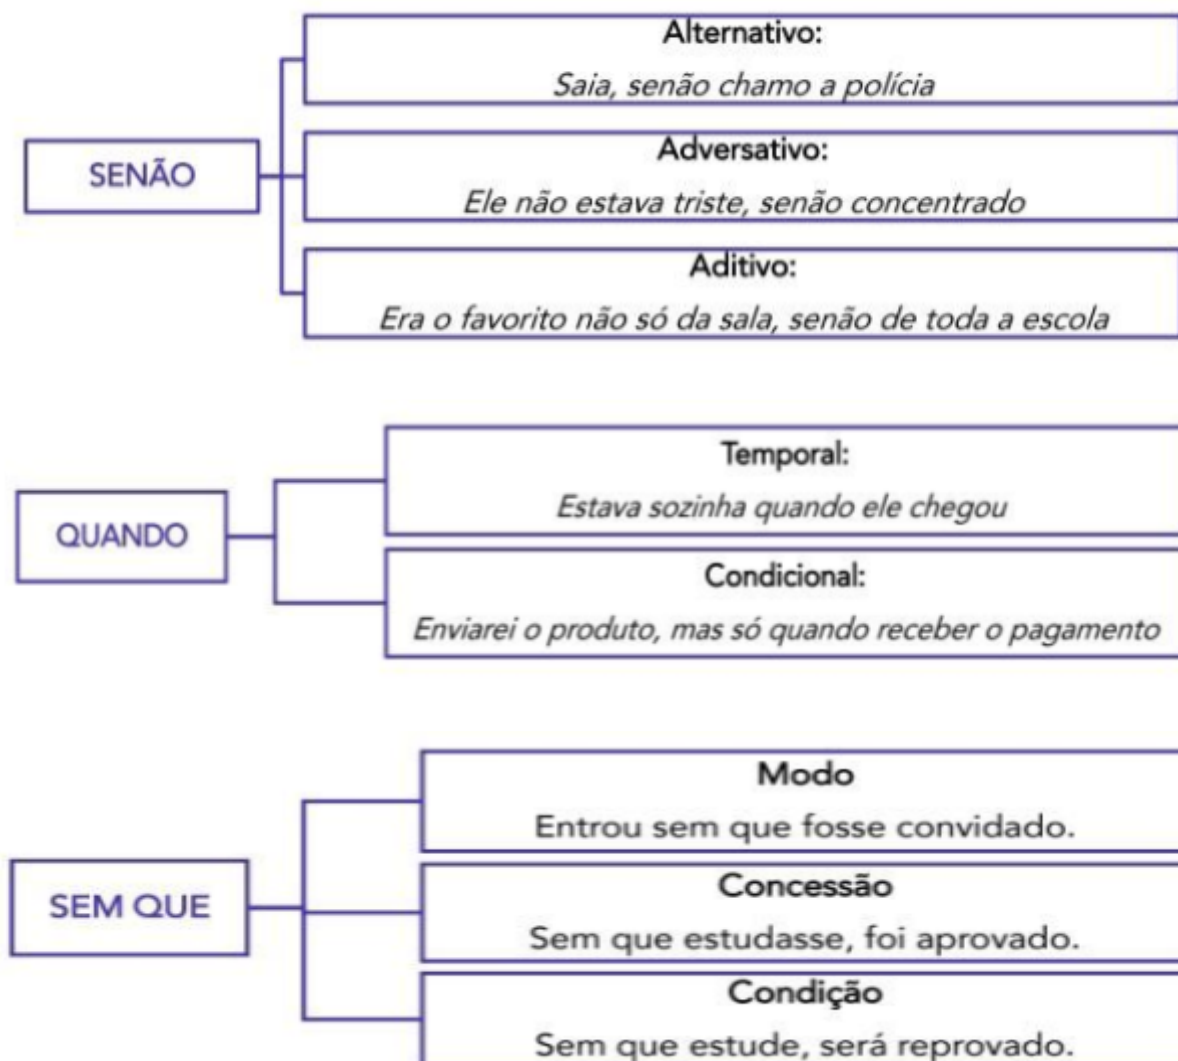 SENÃO
Alternativo:
Saia, senão chamo a polícia
Adversativo:
Ele não estava triste, senão concentrado
Aditivo:
Era o favorito não só da sala, senão de toda a escola
QUANDO
Temporal:
Estava sozinha quando ele chegou
Condicional:
Enviarei o produto, mas só quando receber o pagamento
SEM QUE
Modo
Entrou sem que fosse convidado.
Concessão
Sem que estudasse, foi aprovado.
Condição
Sem que estude, será reprovado.